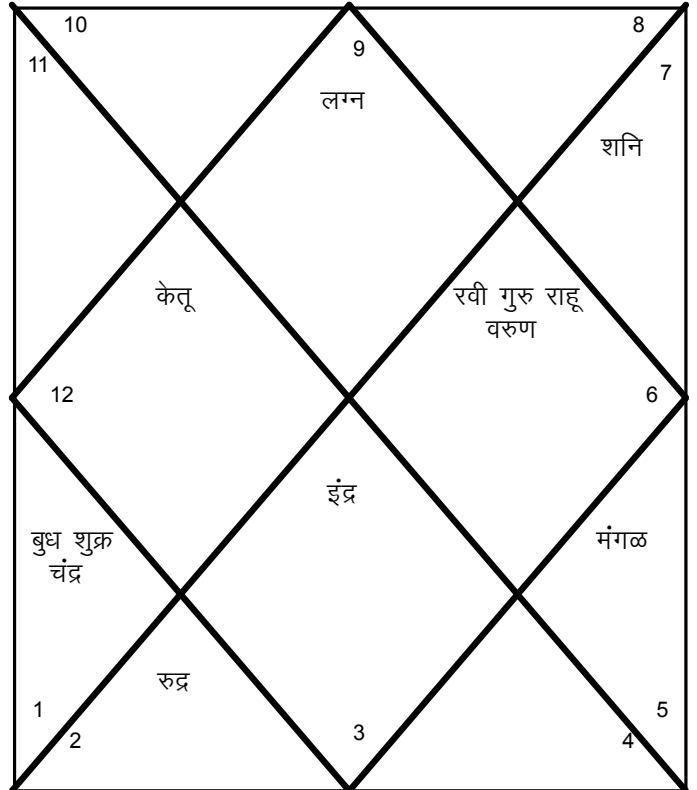 10
9
8
11
7
लग्न
शनि
केतू
रवी गुरु राहू
वरुण
12
6
इंद्र
बुध शुक्र
चंद्र
मंगळ
रुद्र
1
5
2
3
4